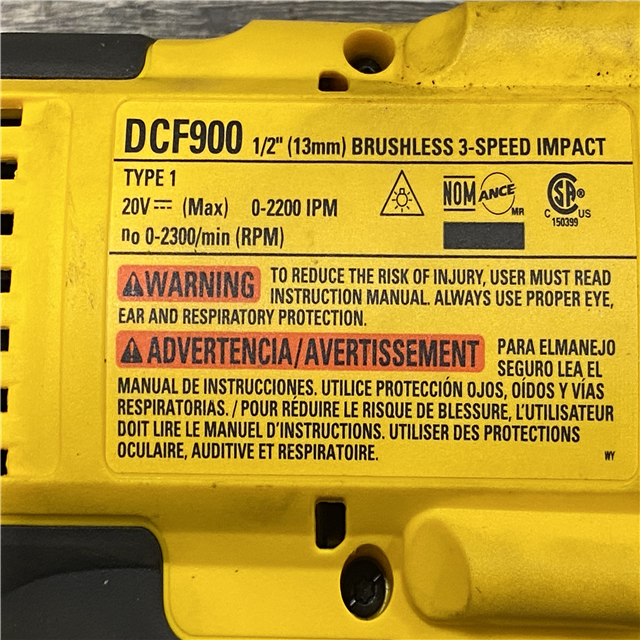 DCF900 1/2" (13mm) BRUSHLESS 3-SPEED IMPACT
TYPE 1
20V⎓ (Max) 0-2200 IPM
no 0-2300/min (RPM)
NOM ANCE MR
CSA® C US
150399
⚠WARNING TO REDUCE THE RISK OF INJURY, USER MUST READ
INSTRUCTION MANUAL. ALWAYS USE PROPER EYE,
EAR AND RESPIRATORY PROTECTION.
⚠ADVERTENCIA/AVERTISSEMENT PARA ELMANEJO
SEGURO LEA EL
MANUAL DE INSTRUCCIONES. UTILICE PROTECCIÓN OJOS, OÍDOS Y VÍAS
RESPIRATORIAS. / POUR RÉDUIRE LE RISQUE DE BLESSURE, L'UTILISATEUR
DOIT LIRE LE MANUEL D'INSTRUCTIONS. UTILISER DES PROTECTIONS
OCULAIRE, AUDITIVE ET RESPIRATOIRE.
WY